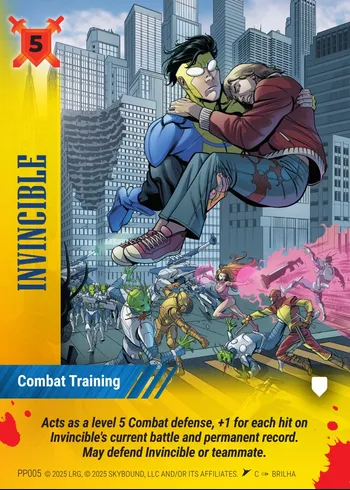 5
INVINCIBLE
Combat Training
Acts as a level 5 Combat defense, +1 for each hit on
Invincible's current battle and permanent record.
May defend Invincible or teammate.
PP005 © 2025 LRG, © 2025 SKYBOUND, LLC AND/OR ITS AFFILIATES. C BRILHA